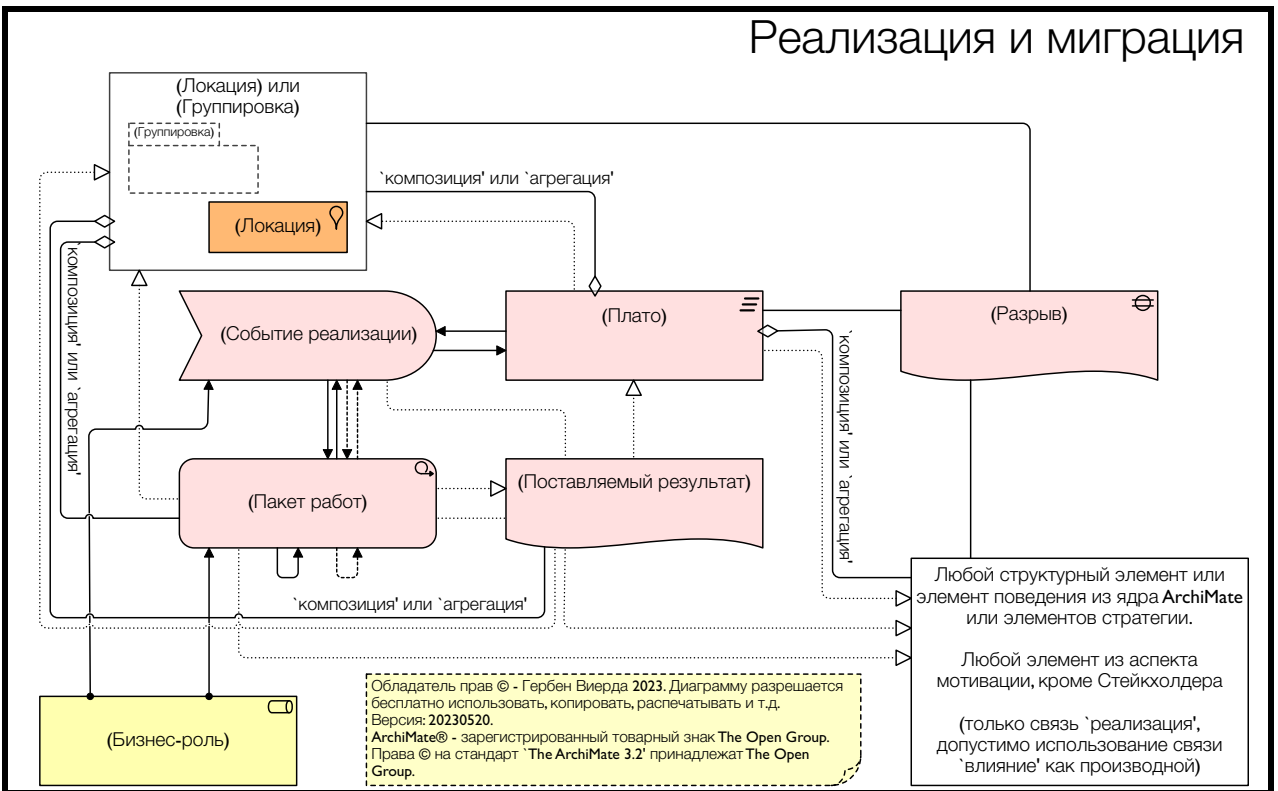 Реализация и миграция
(Локация) или
(Группировка)
(Группировка)
(Локация)
`композиция' или `агрегация'
`композиция' или `агрегация'
(Событие реализации)
(Плато)
(Разрыв)
`композиция' или `агрегация'
(Пакет работ)
(Поставляемый результат)
`композиция' или `агрегация'
Любой структурный элемент или
элемент поведения из ядра ArchiMate
или элементов стратегии.
Любой элемент из аспекта
мотивации, кроме Стейкхолдера
(только связь `реализация',
допустимо использование связи
`влияние' как производной)
(Бизнес-роль)
Обладатель прав © - Гербен Виерда 2023. Диаграмму разрешается
бесплатно использовать, копировать, распечатывать и т.д.
Версия: 20230520.
ArchiMate® - зарегистрированный товарный знак The Open Group.
Права © на стандарт `The ArchiMate 3.2' принадлежат The Open
Group.